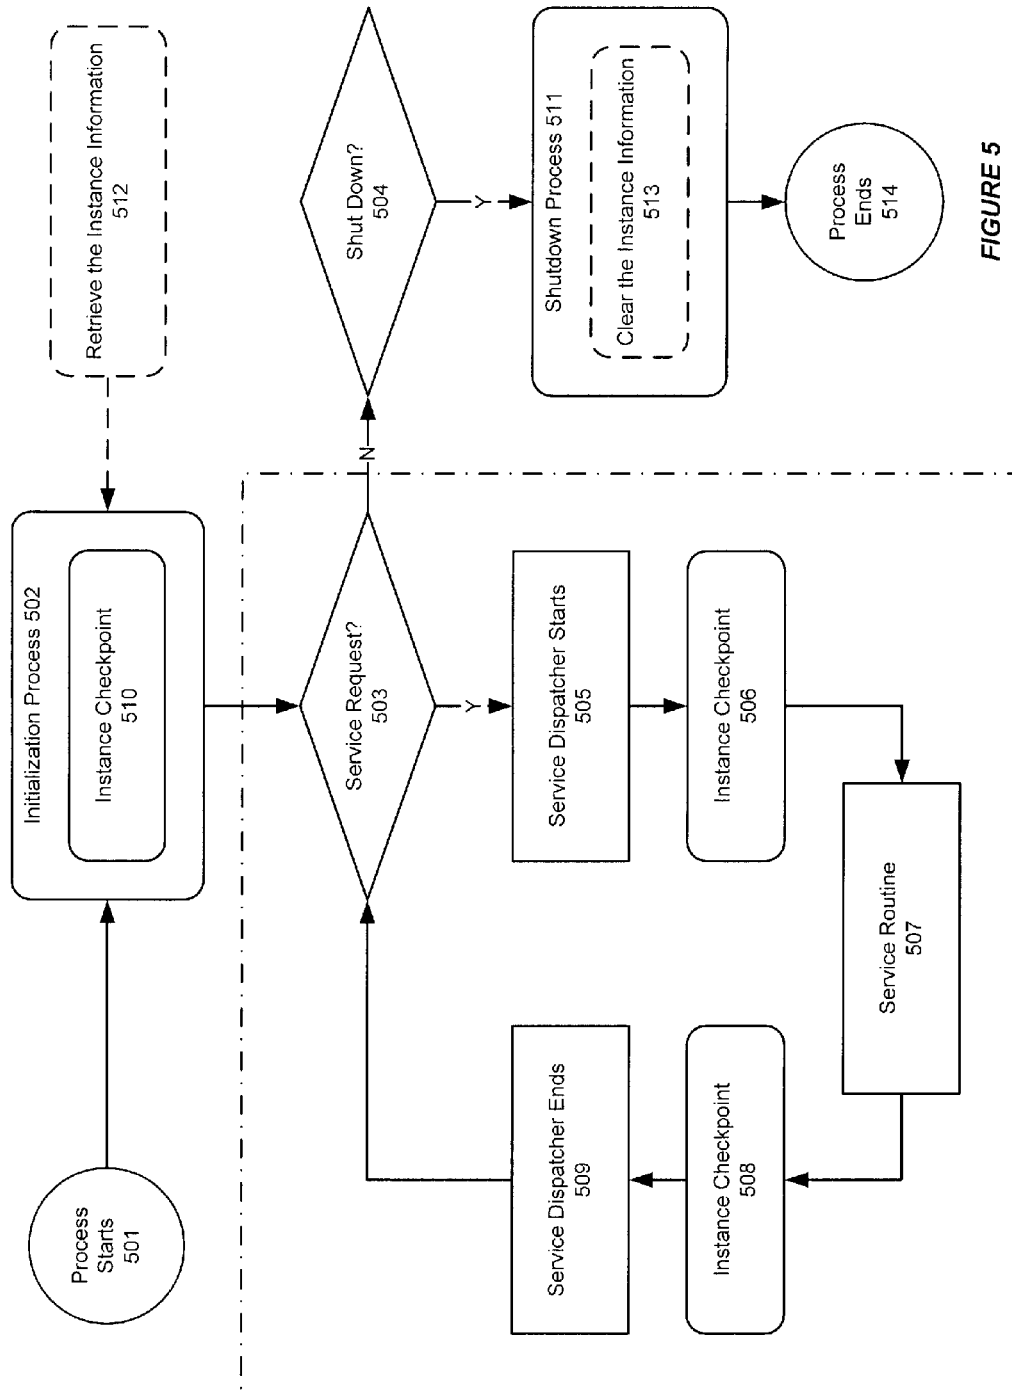 Process
Starts
501
Initialization Process 502
Instance Checkpoint
510
Retrieve the Instance Information
512
Service Request?
503
N
Shut Down?
504
Y
Service Dispatcher Starts
505
Instance Checkpoint
506
Service Routine
507
Instance Checkpoint
508
Service Dispatcher Ends
509
Y
Shutdown Process 511
Clear the Instance Information
513
Process
Ends
514
FIGURE 5